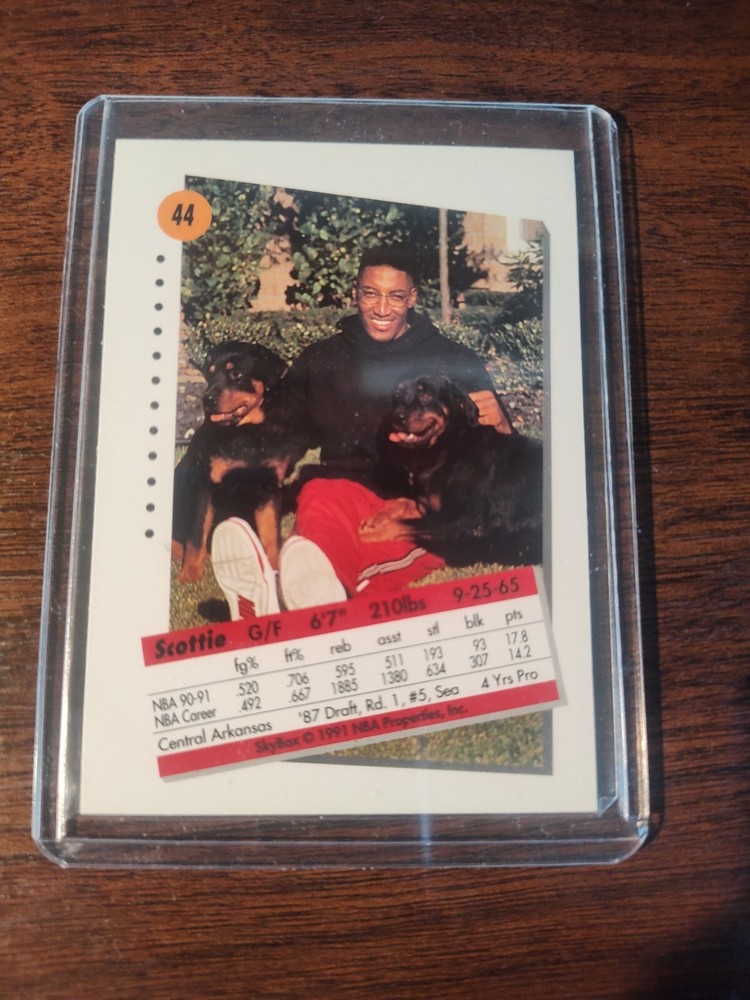 44
Scottie G/F 6'7" 210lbs 9-25-65
fg% ft% reb asst stl blk pts
NBA 90-91 .520 .706 595 511 193 93 17.8
NBA Career .492 .667 1885 1380 634 307 14.2
Central Arkansas '87 Draft, Rd. 1, #5, Sea 4 Yrs Pro
SkyBox © 1991 NBA Properties, Inc.